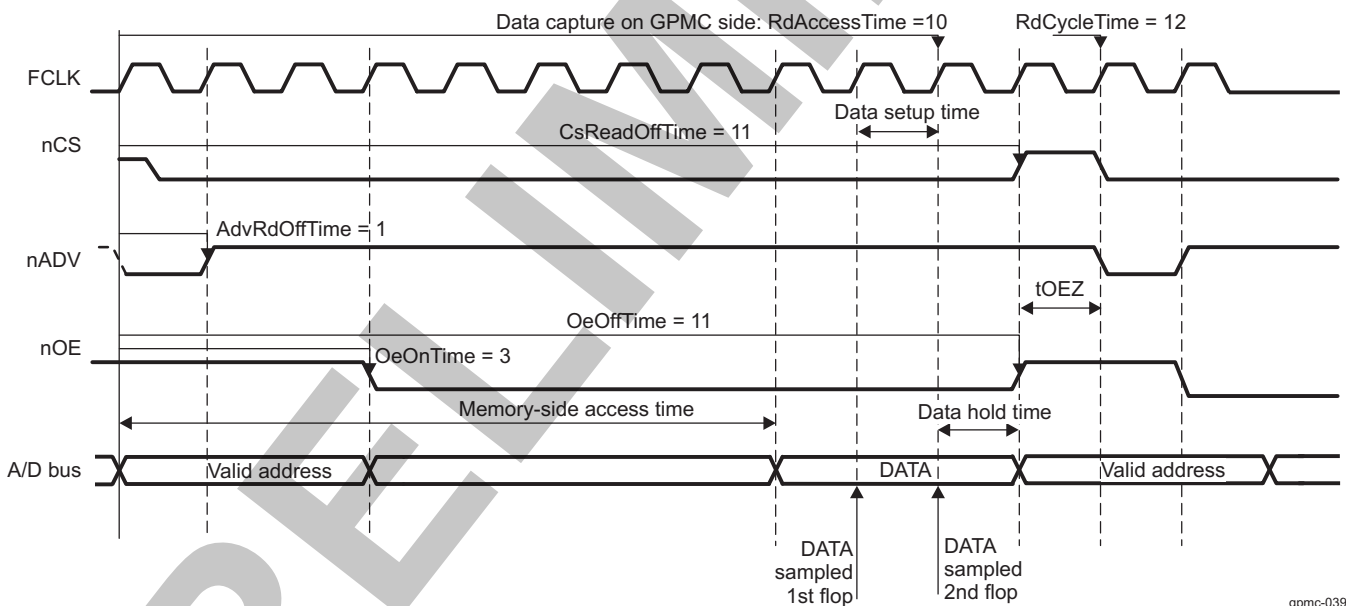 Data capture on GPMC side: RdAccessTime =10
RdCycleTime = 12
FCLK
Data setup time
nCS
CsReadOffTime = 11
AdvRdOffTime = 1
nADV
tOEZ
OeOffTime = 11
nOE
OeOnTime = 3
Memory-side access time
Data hold time
A/D bus
Valid address
DATA
Valid address
DATA
sampled
1st flop
DATA
sampled
2nd flop
gpmc-039